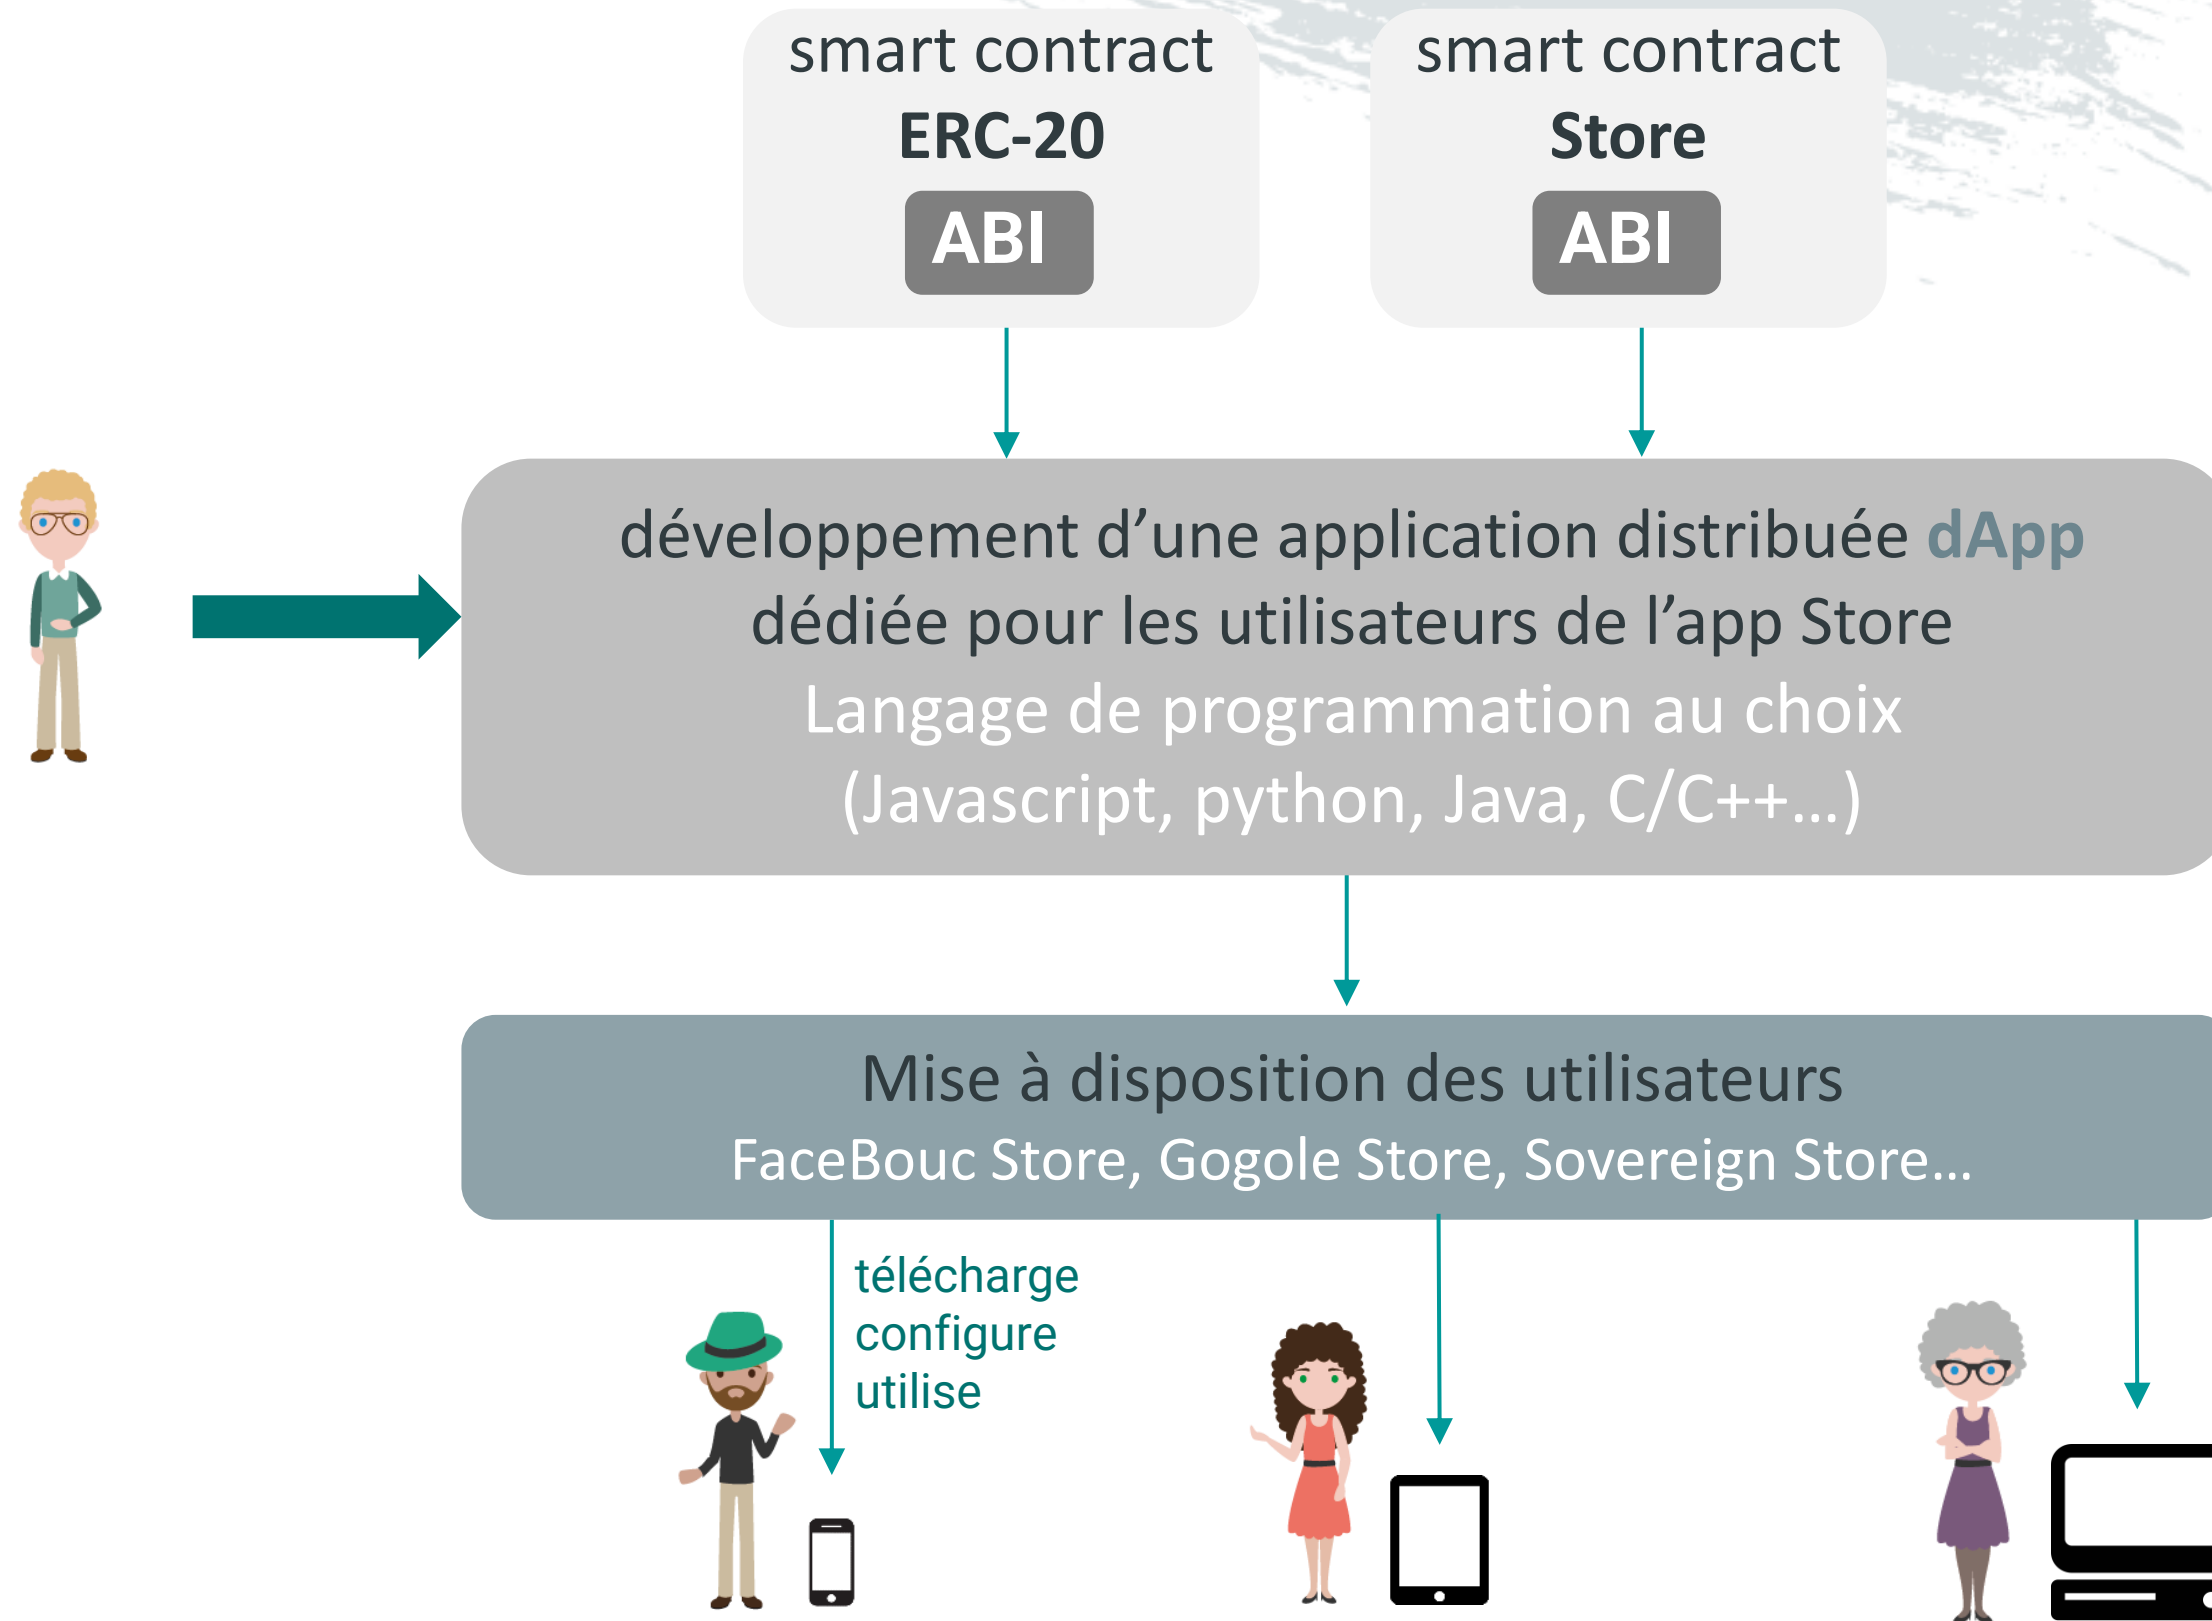 smart contract
ERC-20
ABI
smart contract
Store
ABI
développement d’une application distribuée dApp
dédiée pour les utilisateurs de l’app Store
Langage de programmation au choix
(Javascript, python, Java, C/C++…)
Mise à disposition des utilisateurs
FaceBouc Store, Gogole Store, Sovereign Store…
télécharge
configure
utilise